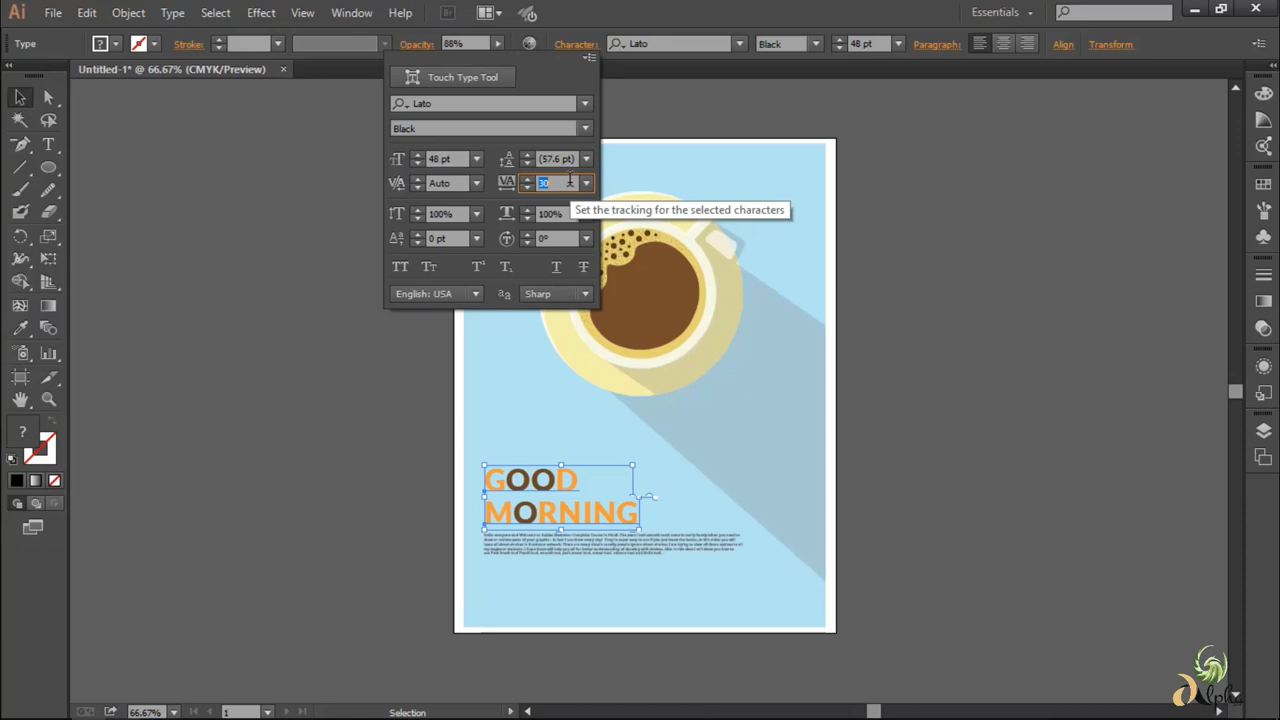 Ai File Edit Object Type Select Effect View Window Help Br Essentials
Type ? Stroke: Opacity: 88% Character: Lato Black 48 pt Paragraph: Align Transform
Untitled-1* @ 66.67% (CMYK/Preview)
Touch Type Tool
Lato
Black
48 pt (57.6 pt)
Auto 30
Set the tracking for the selected characters
100% 100%
0 pt 0°
English: USA Sharp
GOOD
MORNING
?
66.67% 1 Selection
Alpha